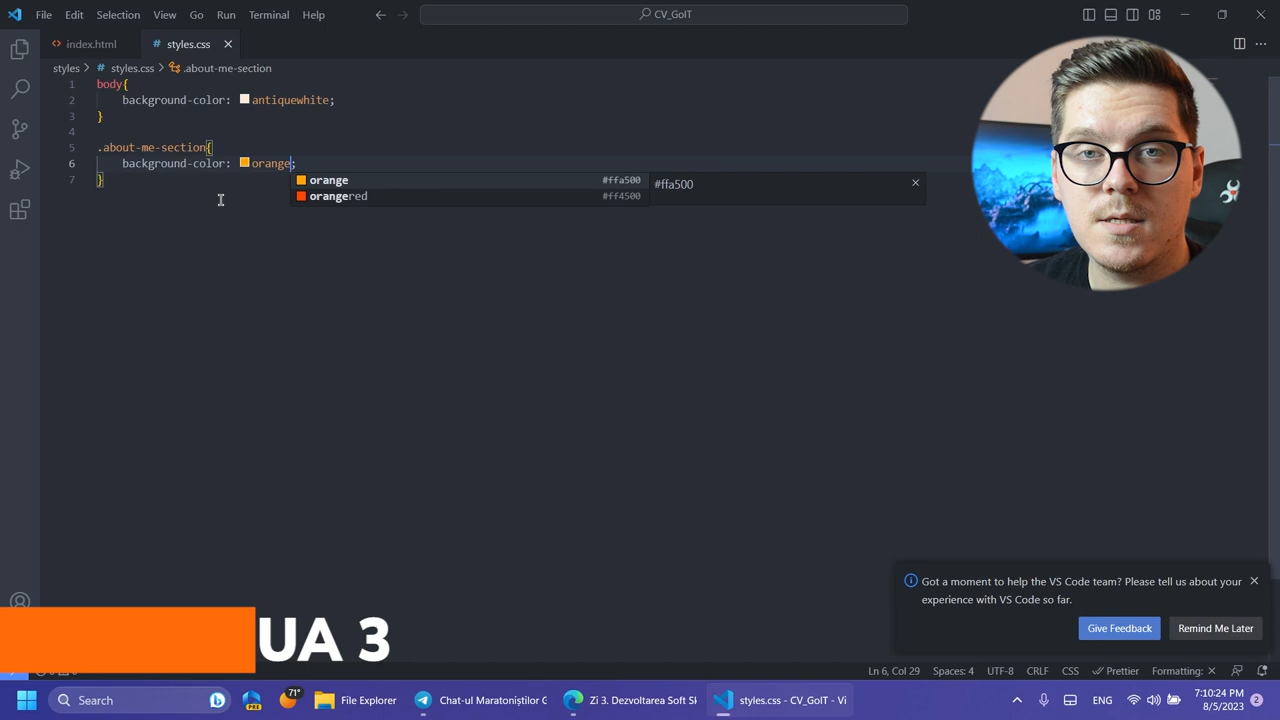 File Edit Selection View Go Run Terminal Help
CV_GoIT
index.html
styles.css
styles > styles.css > .about-me-section
1 body{
2 background-color: antiquewhite;
3 }
4
5 .about-me-section{
6 background-color: orange;
7 }
orange #ffa500
orangered #ff4500
#ffa500
Got a moment to help the VS Code team? Please tell us about your
experience with VS Code so far.
Give Feedback
Remind Me Later
UA 3
Ln 6, Col 29 Spaces: 4 UTF-8 CRLF CSS Prettier Formatting:
Search
PRE
71°
File Explorer
Chat-ul Maratoniștilor
Zi 3. Dezvoltarea Soft
styles.css - CV_GoIT - Vi
ENG
7:10:24 PM
8/5/2023
2